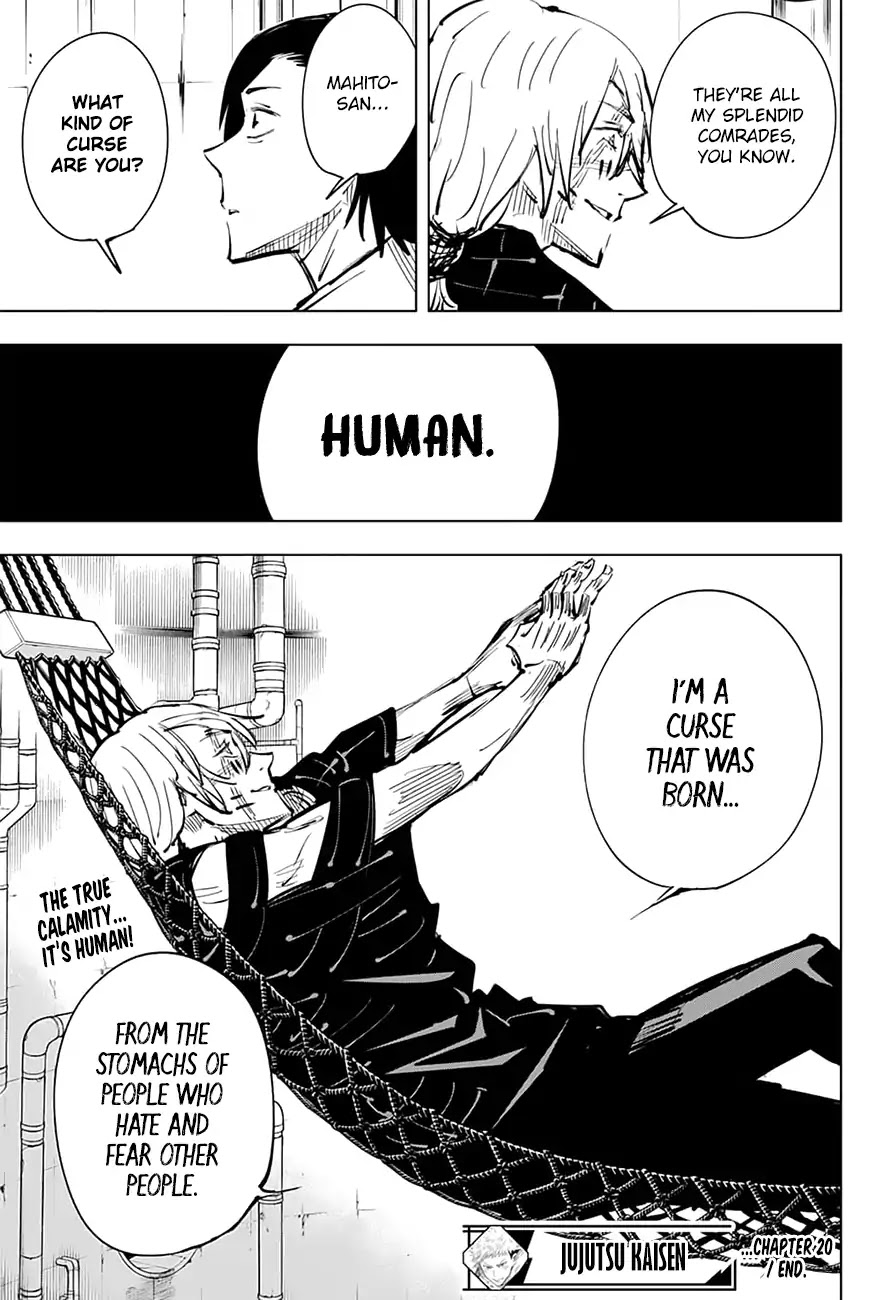 THEY'RE ALL
MY SPLENDID
COMRADES,
YOU KNOW.
MAHITO-
SAN...
WHAT
KIND OF
CURSE
ARE YOU?
HUMAN.
I'M A
CURSE
THAT WAS
BORN...
THE TRUE
CALAMITY...
IT'S HUMAN!
FROM THE
STOMACHS OF
PEOPLE WHO
HATE AND
FEAR OTHER
PEOPLE.
JUJUTSU KAISEN
...CHAPTER 20
/ END.